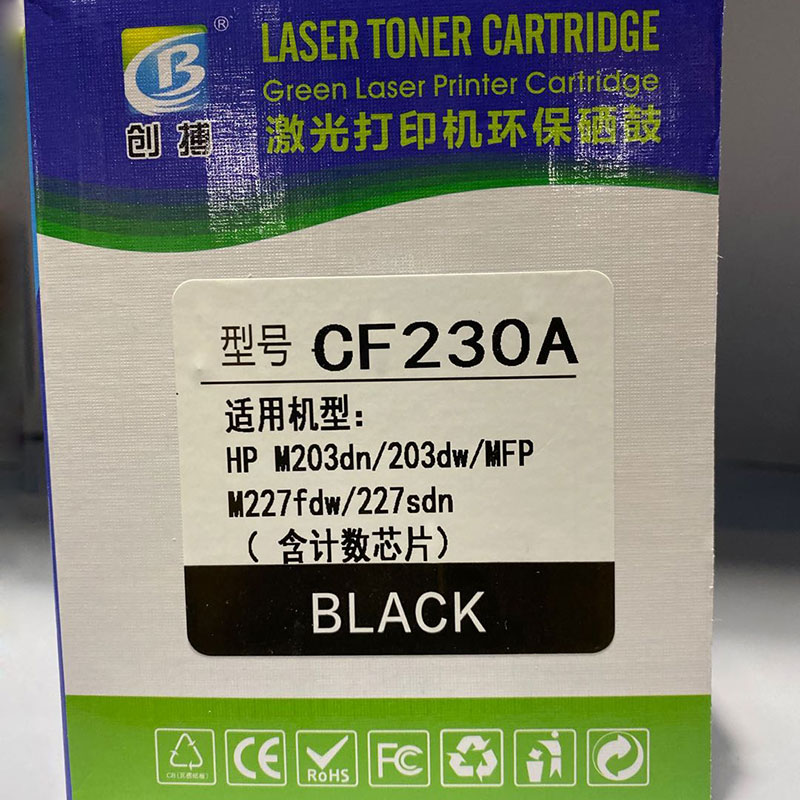 LASER TONER CARTRIDGE
Green Laser Printer Cartridge
激光打印机环保硒鼓
CB
®
创搏
型号 CF230A
适用机型:
HP M203dn/203dw/MFP
M227fdw/227sdn
(含计数芯片)
BLACK
CE
RoHS
FC